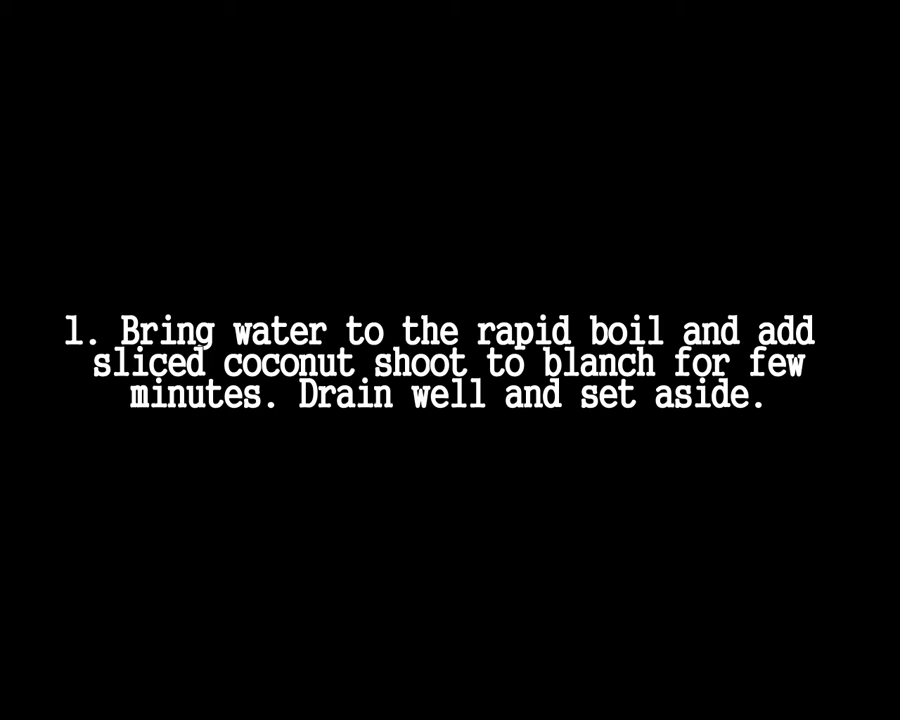 1. Bring water to the rapid boil and add
sliced coconut shoot to blanch for few
minutes. Drain well and set aside.